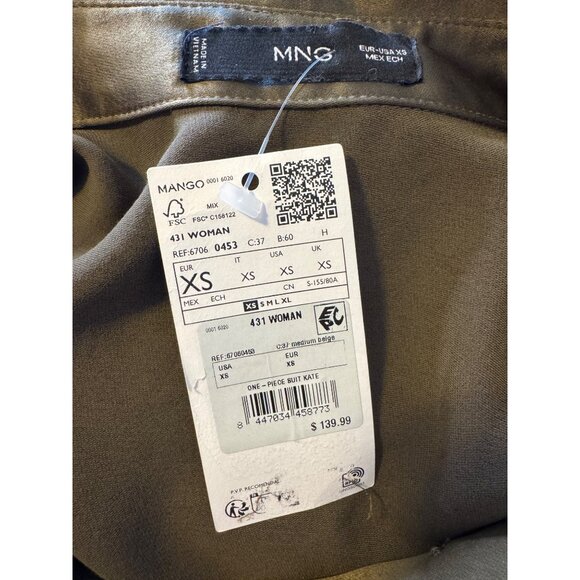 MADE IN
VIETNAM
MNG
EUR-USA XS
MEX ECH
MANGO 0001 6020
MIX
FSC
FSC® C158122
431 WOMAN
REF:6706 0453 C:37 B:60 H
EUR IT USA UK
XS XS XS XS
MEX ECH CN S-155/80A
XS S M L XL
0001 6020
431 WOMAN
EPC
REF:67060453 C:37 medium beige
USA EUR
XS XS
ONE-PIECE SUIT KATE
8 447034 458773
$ 139.99
P.V.P. RECOMEND